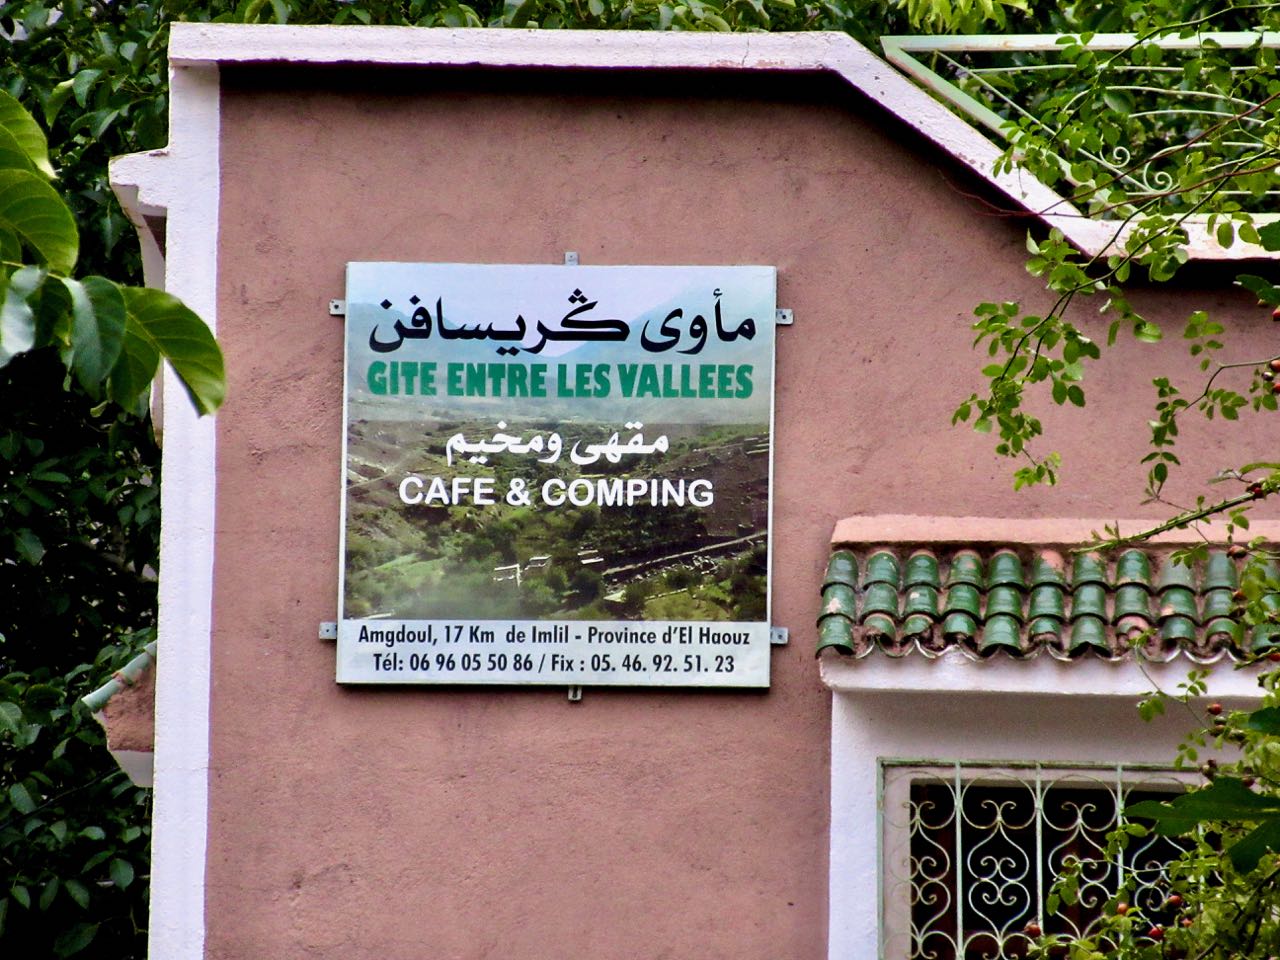 مأوى ڭريسافن
GITE ENTRE LES VALLEES
مقهى ومخيم
CAFE & COMPING
Amgdoul, 17 Km de Imlil - Province d'El Haouz
Tél: 06 96 05 50 86 / Fix : 05. 46. 92. 51. 23